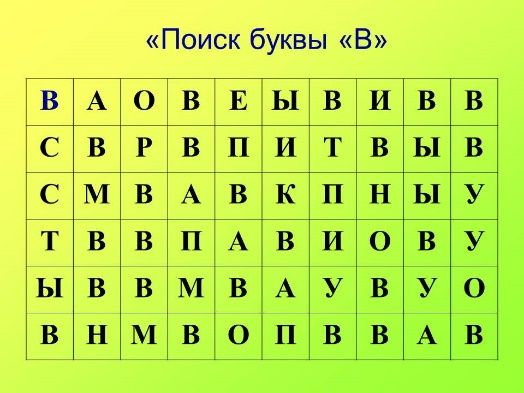 «Поиск буквы «В»
В А О В Е Ы В И В В
С В Р В П И Т В Ы В
С М В А В К П Н Ы У
Т В В П А В И О В У
Ы В В М В А У В У О
В Н М В О П В В А В